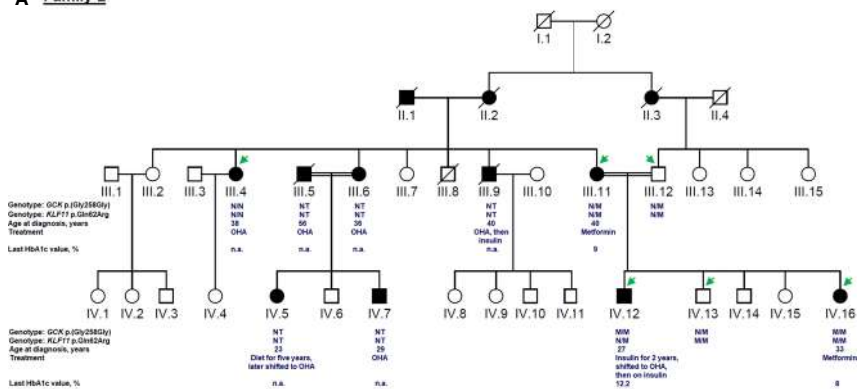 A
I.1 I.2
II.1 II.2 II.3 II.4
III.1 III.2 III.3 III.4 III.5 III.6 III.7 III.8 III.9 III.10 III.11 III.12 III.13 III.14 III.15
Genotype: GCK p.(Gly258Gly) N/N NT NT NT N/M N/M
Genotype: KLF11 p.Gln62Arg N/N NT NT NT N/M N/M
Age at diagnosis, years 38 56 36 40 40
Treatment OHA OHA OHA OHA, then Metformin
insulin
Last HbA1c value, % n.a. n.a. n.a. n.a. 9
IV.1 IV.2 IV.3 IV.4 IV.5 IV.6 IV.7 IV.8 IV.9 IV.10 IV.11 IV.12 IV.13 IV.14 IV.15 IV.16
Genotype: GCK p.(Gly258Gly) NT NT M/M N/M M/M
Genotype: KLF11 p.Gln62Arg NT NT N/M M/M N/M
Age at diagnosis, years 23 29 27 33
Treatment Diet for five years, OHA Insulin for 2 years, Metformin
later shifted to OHA shifted to OHA,
then on insulin
Last HbA1c value, % n.a. n.a. 12.2 8